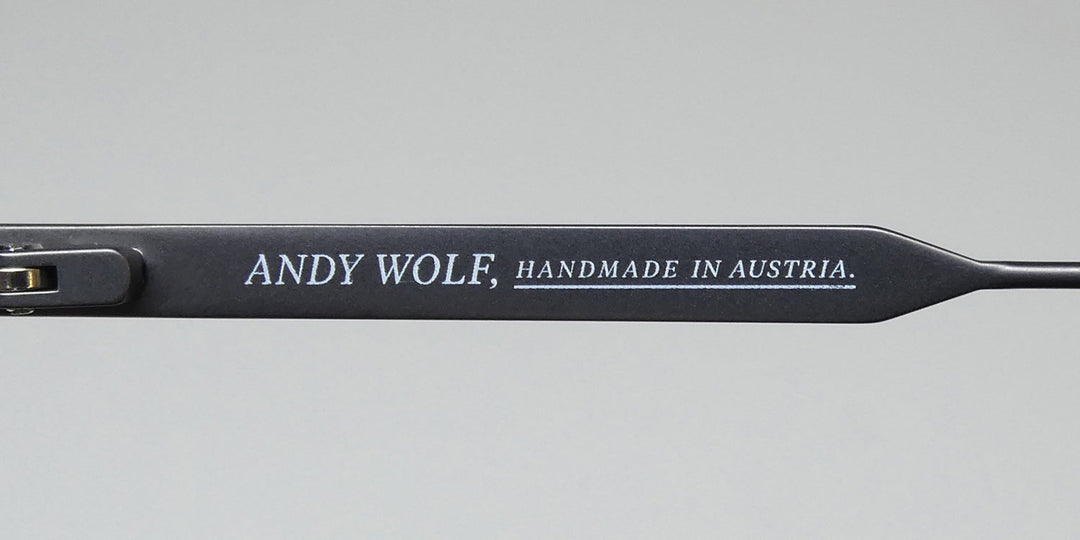 ANDY WOLF, HANDMADE IN AUSTRIA.